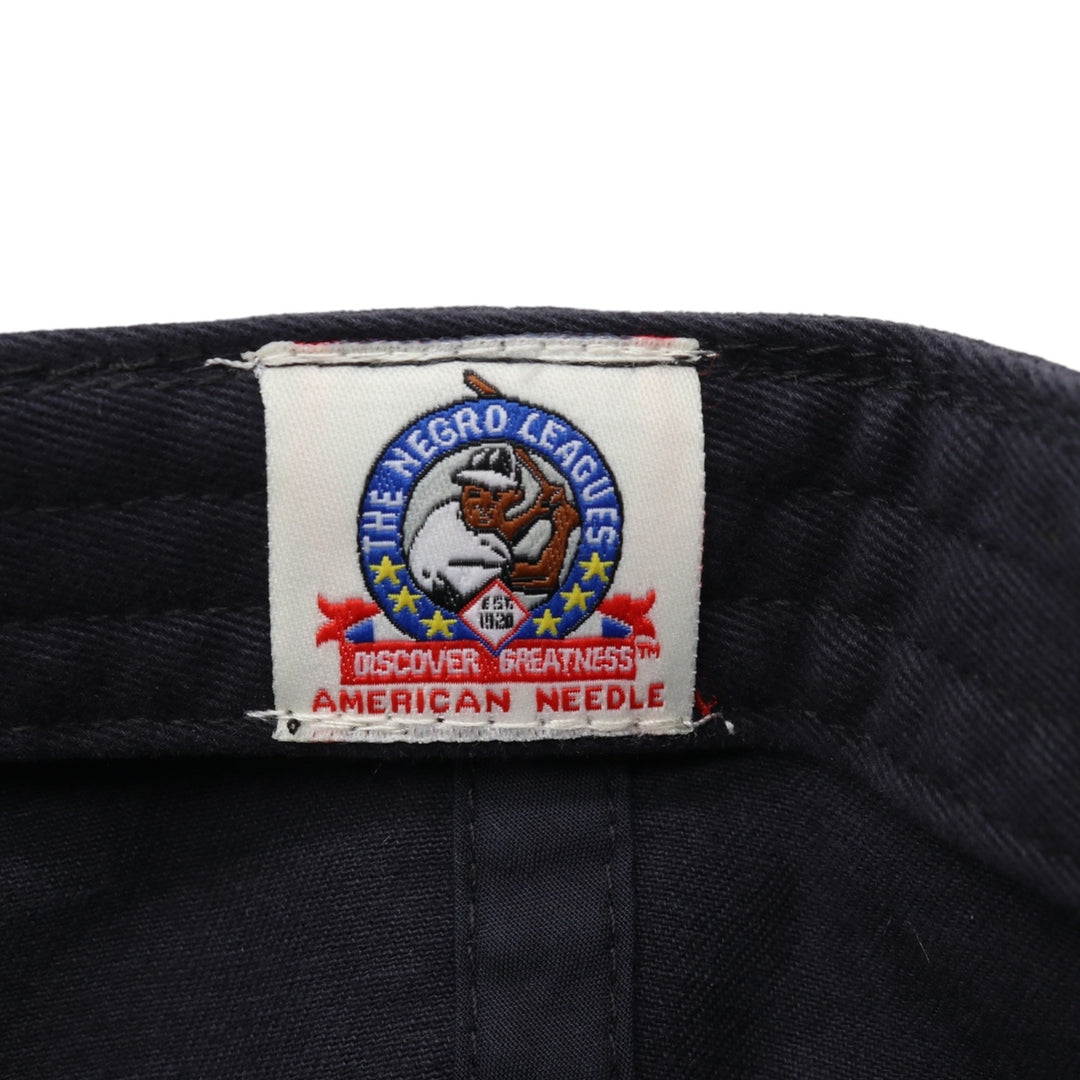 THE NEGRO LEAGUES
EST.
1920
DISCOVER GREATNESS™
AMERICAN NEEDLE